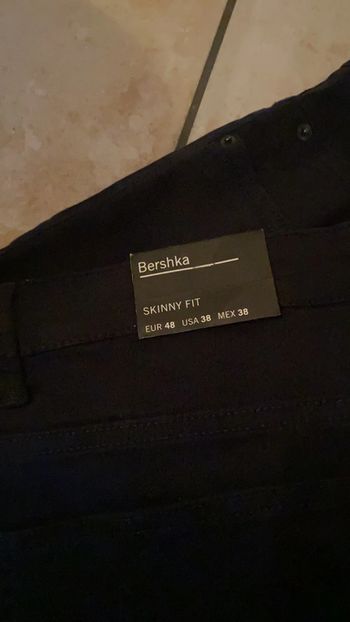 Bershka
SKINNY FIT
EUR 48 USA 38 MEX 38